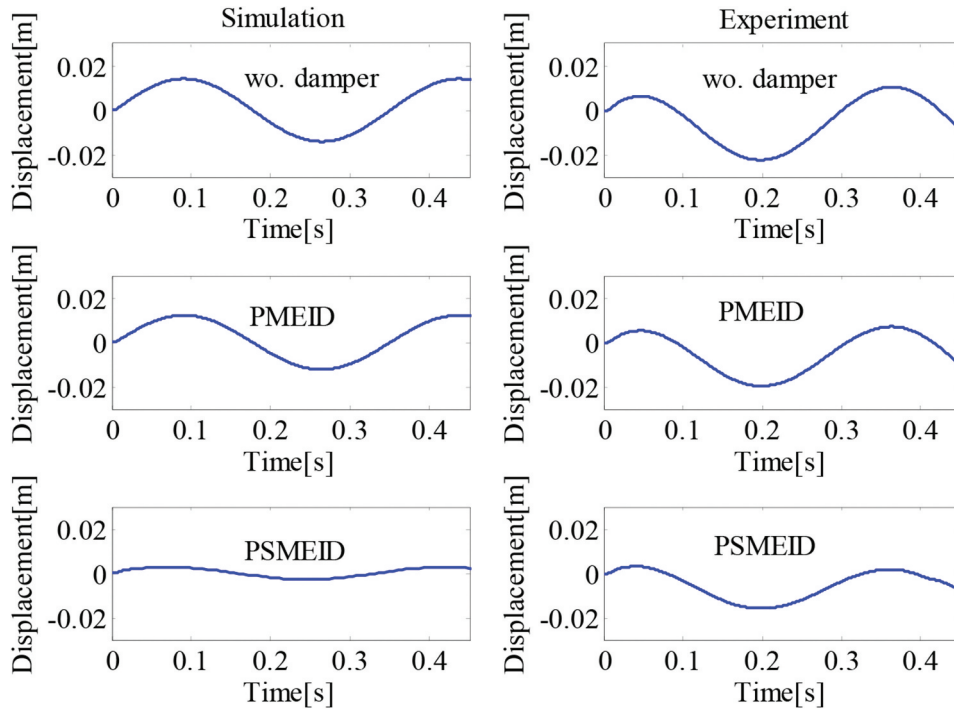 Simulation
Experiment
Displacement[m]
0.02
0
-0.02
wo. damper
0 0.1 0.2 0.3 0.4
Time[s]
Displacement[m]
0.02
0
-0.02
wo. damper
0 0.1 0.2 0.3 0.4
Time[s]
Displacement[m]
0.02
0
-0.02
PMEID
0 0.1 0.2 0.3 0.4
Time[s]
Displacement[m]
0.02
0
-0.02
PMEID
0 0.1 0.2 0.3 0.4
Time[s]
Displacement[m]
0.02
0
-0.02
PSMEID
0 0.1 0.2 0.3 0.4
Time[s]
Displacement[m]
0.02
0
-0.02
PSMEID
0 0.1 0.2 0.3 0.4
Time[s]